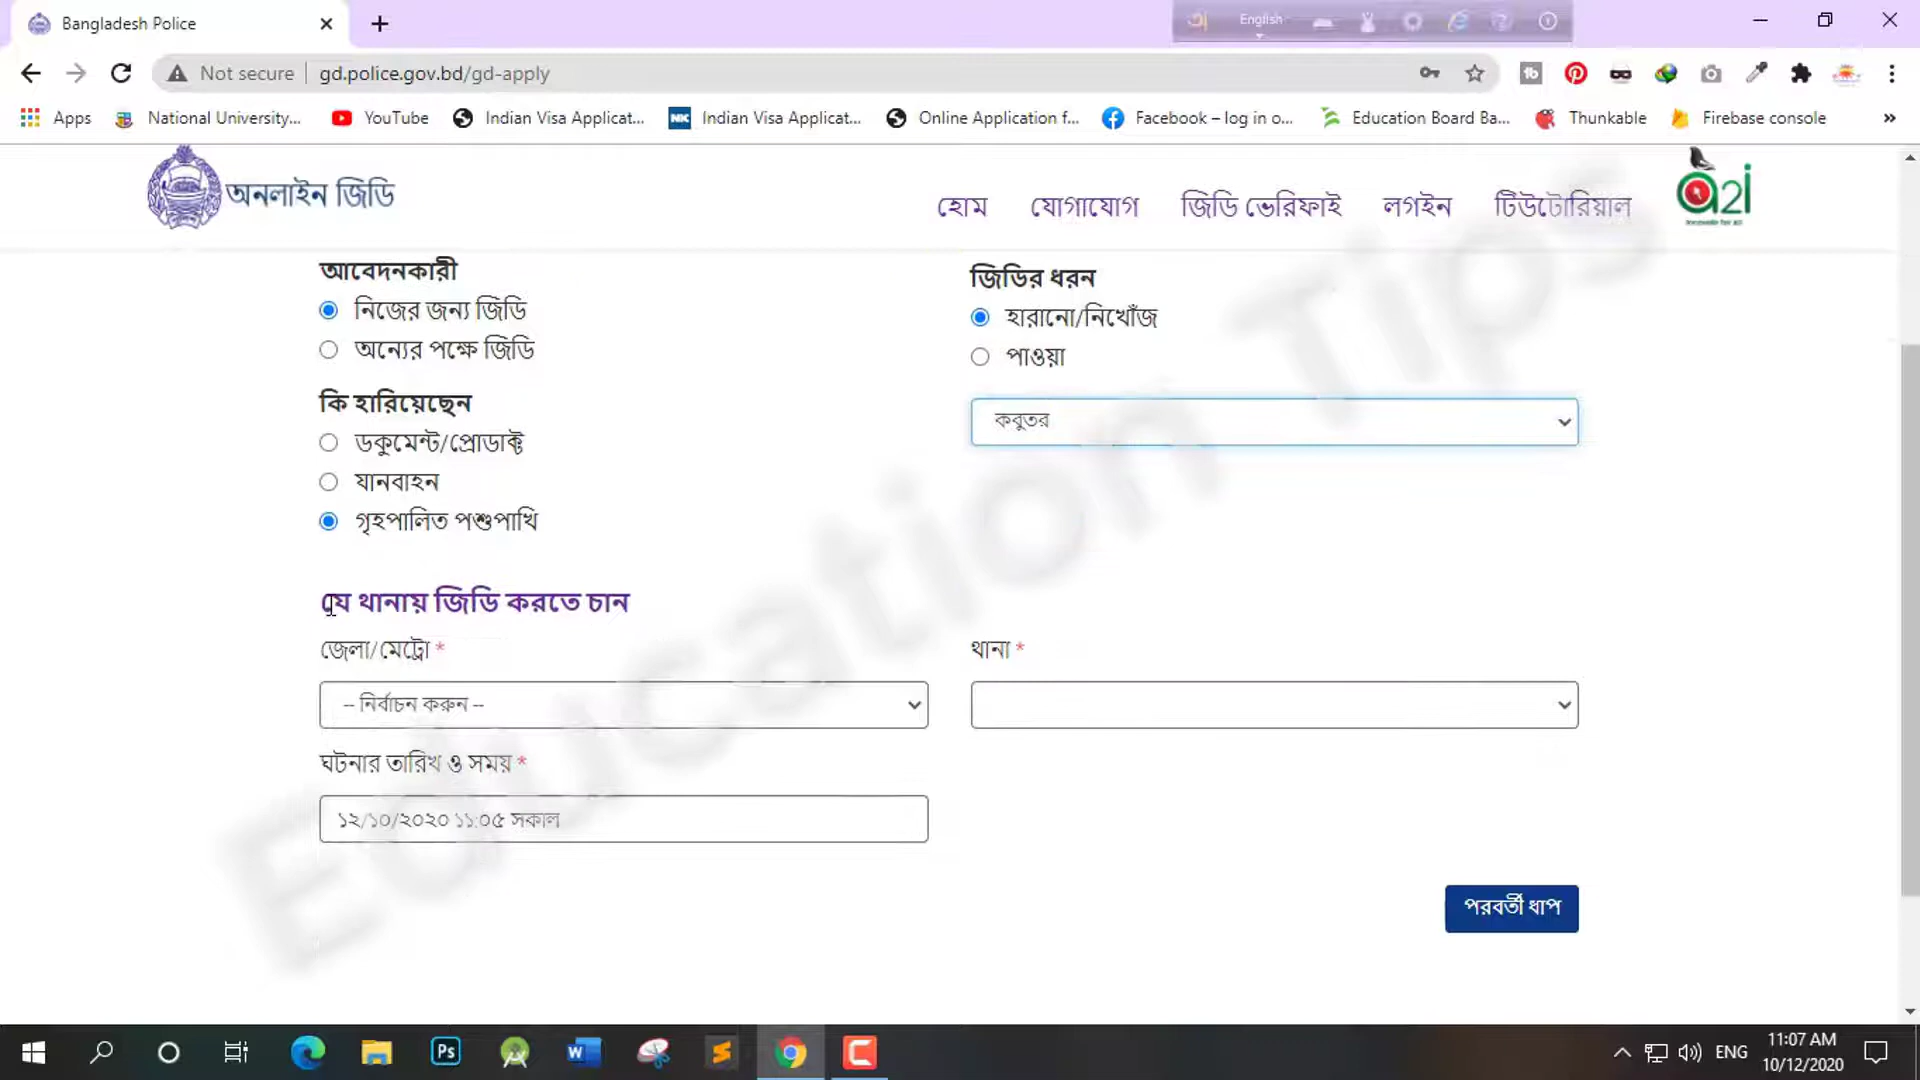 Bangladesh Police
English
Not secure
gd.police.gov.bd/gd-apply
Apps
National University...
YouTube
Indian Visa Applicat...
NK
Indian Visa Applicat...
Online Application f...
Facebook – log in o...
Education Board Ba...
Thunkable
Firebase console
অনলাইন জিডি
হোম
যোগাযোগ
জিডি ভেরিফাই
লগইন
টিউটোরিয়াল
a2i
আবেদনকারী
নিজের জন্য জিডি
অন্যের পক্ষে জিডি
জিডির ধরন
হারানো/নিখোঁজ
পাওয়া
কি হারিয়েছেন
ডকুমেন্ট/প্রোডাক্ট
যানবাহন
গৃহপালিত পশুপাখি
কবুতর
যে থানায় জিডি করতে চান
জেলা/মেট্রো *
থানা *
-- নির্বাচন করুন --
ঘটনার তারিখ ও সময় *
১২/১০/২০২০ ১১:০৫ সকাল
পরবর্তী ধাপ
Education Tips
Ps
ENG
11:07 AM
10/12/2020